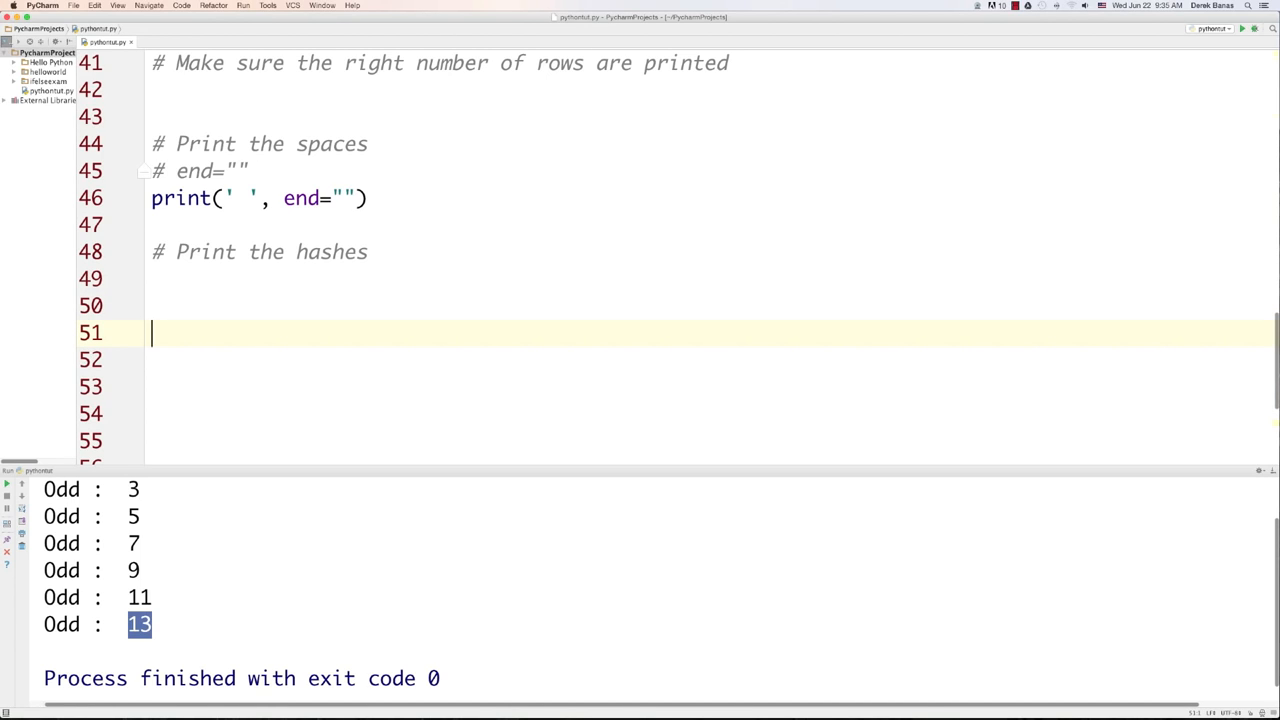 PyCharm File Edit View Navigate Code Refactor Run Tools VCS Window Help
10 Wed Jun 22 9:35 AM Derek Banas
pythontut.py - PycharmProjects - [~/PycharmProjects]
PycharmProjects pythontut.py
pythontut
pythontut.py
PycharmProject
Hello Python
helloworld
ifelseexam
pythontut.py
External Librarie
41 # Make sure the right number of rows are printed
42
43
44 # Print the spaces
45 # end=""
46 print(' ', end="")
47
48 # Print the hashes
49
50
51
52
53
54
55
56
Run pythontut
Odd : 3
Odd : 5
Odd : 7
Odd : 9
Odd : 11
Odd : 13
Process finished with exit code 0
51:1 LF‡ UTF-8‡